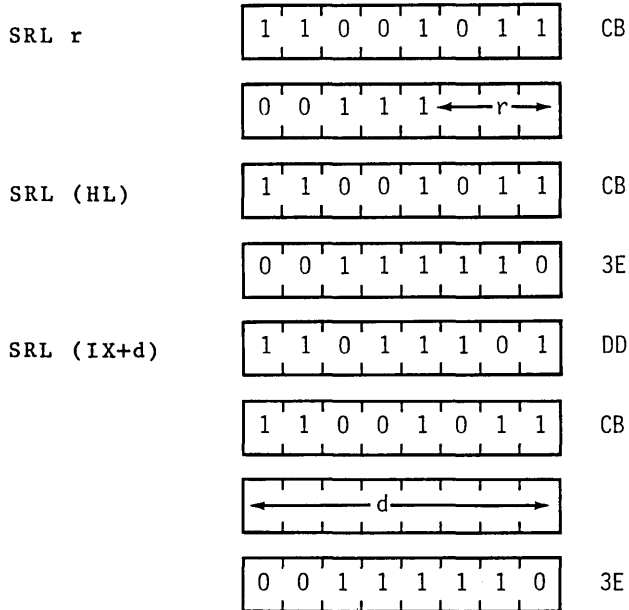 SRL r 1 1 0 0 1 0 1 1 CB
0 0 1 1 1 r
SRL (HL) 1 1 0 0 1 0 1 1 CB
0 0 1 1 1 1 1 0 3E
SRL (IX+d) 1 1 0 1 1 1 0 1 DD
1 1 0 0 1 0 1 1 CB
d
0 0 1 1 1 1 1 0 3E